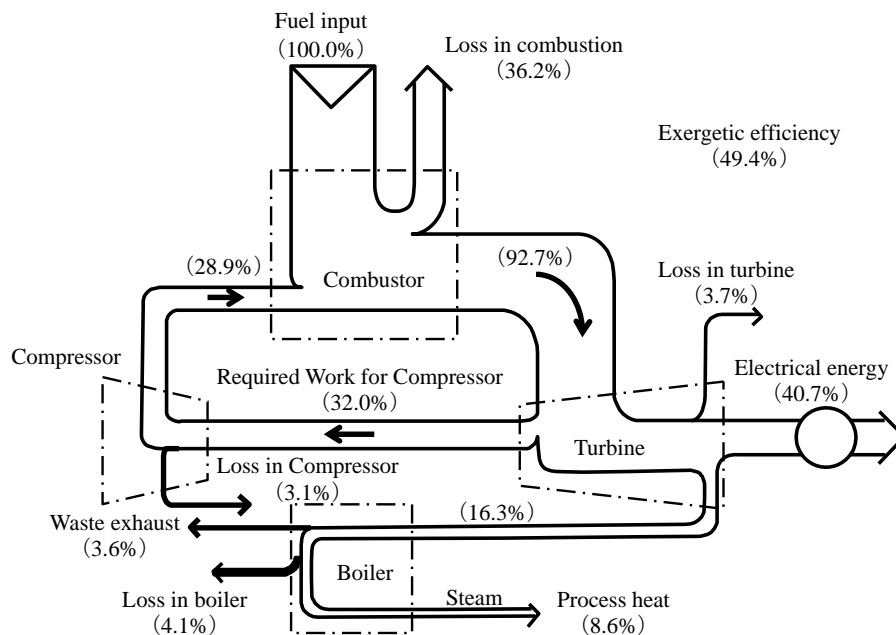 Fuel input
（100.0%）
Loss in combustion
（36.2%）
Exergetic efficiency
（49.4%）
（28.9%）
Combustor
（92.7%）
Loss in turbine
（3.7%）
Compressor
Required Work for Compressor
（32.0%）
Electrical energy
（40.7%）
Turbine
Loss in Compressor
（3.1%）
Waste exhaust
（3.6%）
（16.3%）
Boiler
Loss in boiler
（4.1%）
Steam
Process heat
（8.6%）